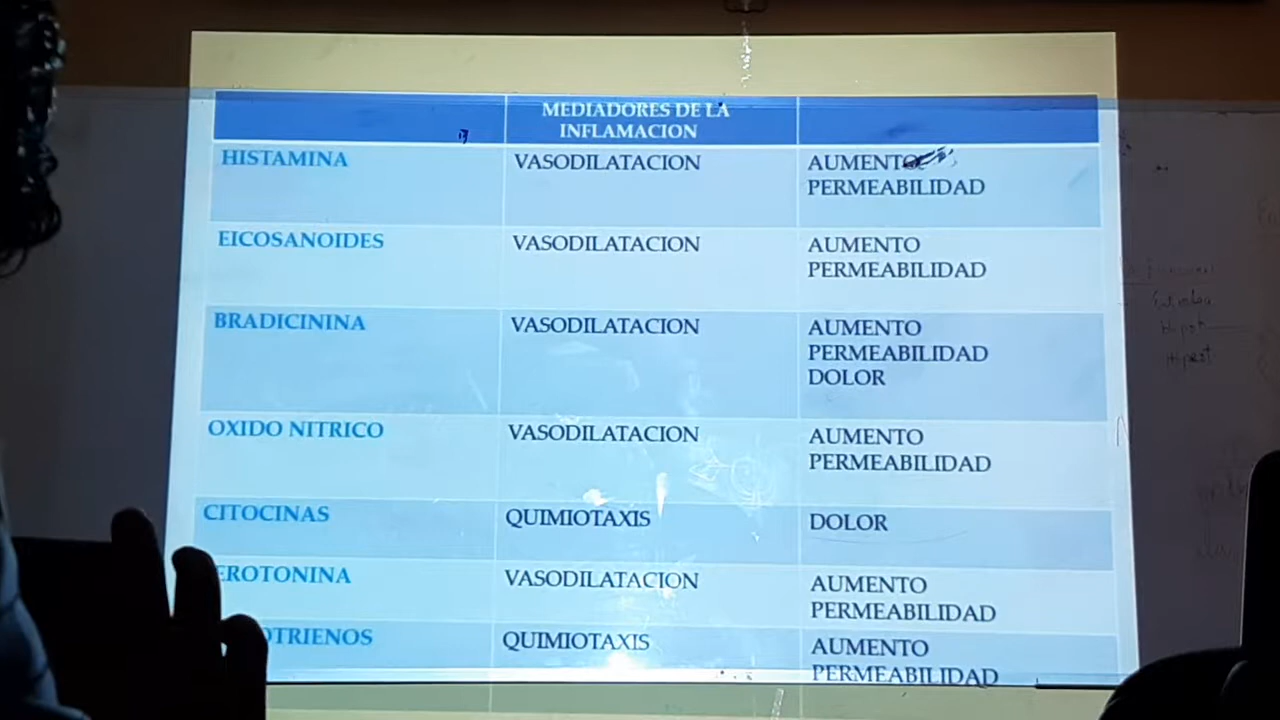 MEDIADORES DE LA
INFLAMACION
HISTAMINA
VASODILATACION
AUMENTO
PERMEABILIDAD
EICOSANOIDES
VASODILATACION
AUMENTO
PERMEABILIDAD
BRADICININA
VASODILATACION
AUMENTO
PERMEABILIDAD
DOLOR
OXIDO NITRICO
VASODILATACION
AUMENTO
PERMEABILIDAD
CITOCINAS
QUIMIOTAXIS
DOLOR
EROTONINA
VASODILATACION
AUMENTO
PERMEABILIDAD
OTRIENOS
QUIMIOTAXIS
AUMENTO
PERMEABILIDAD